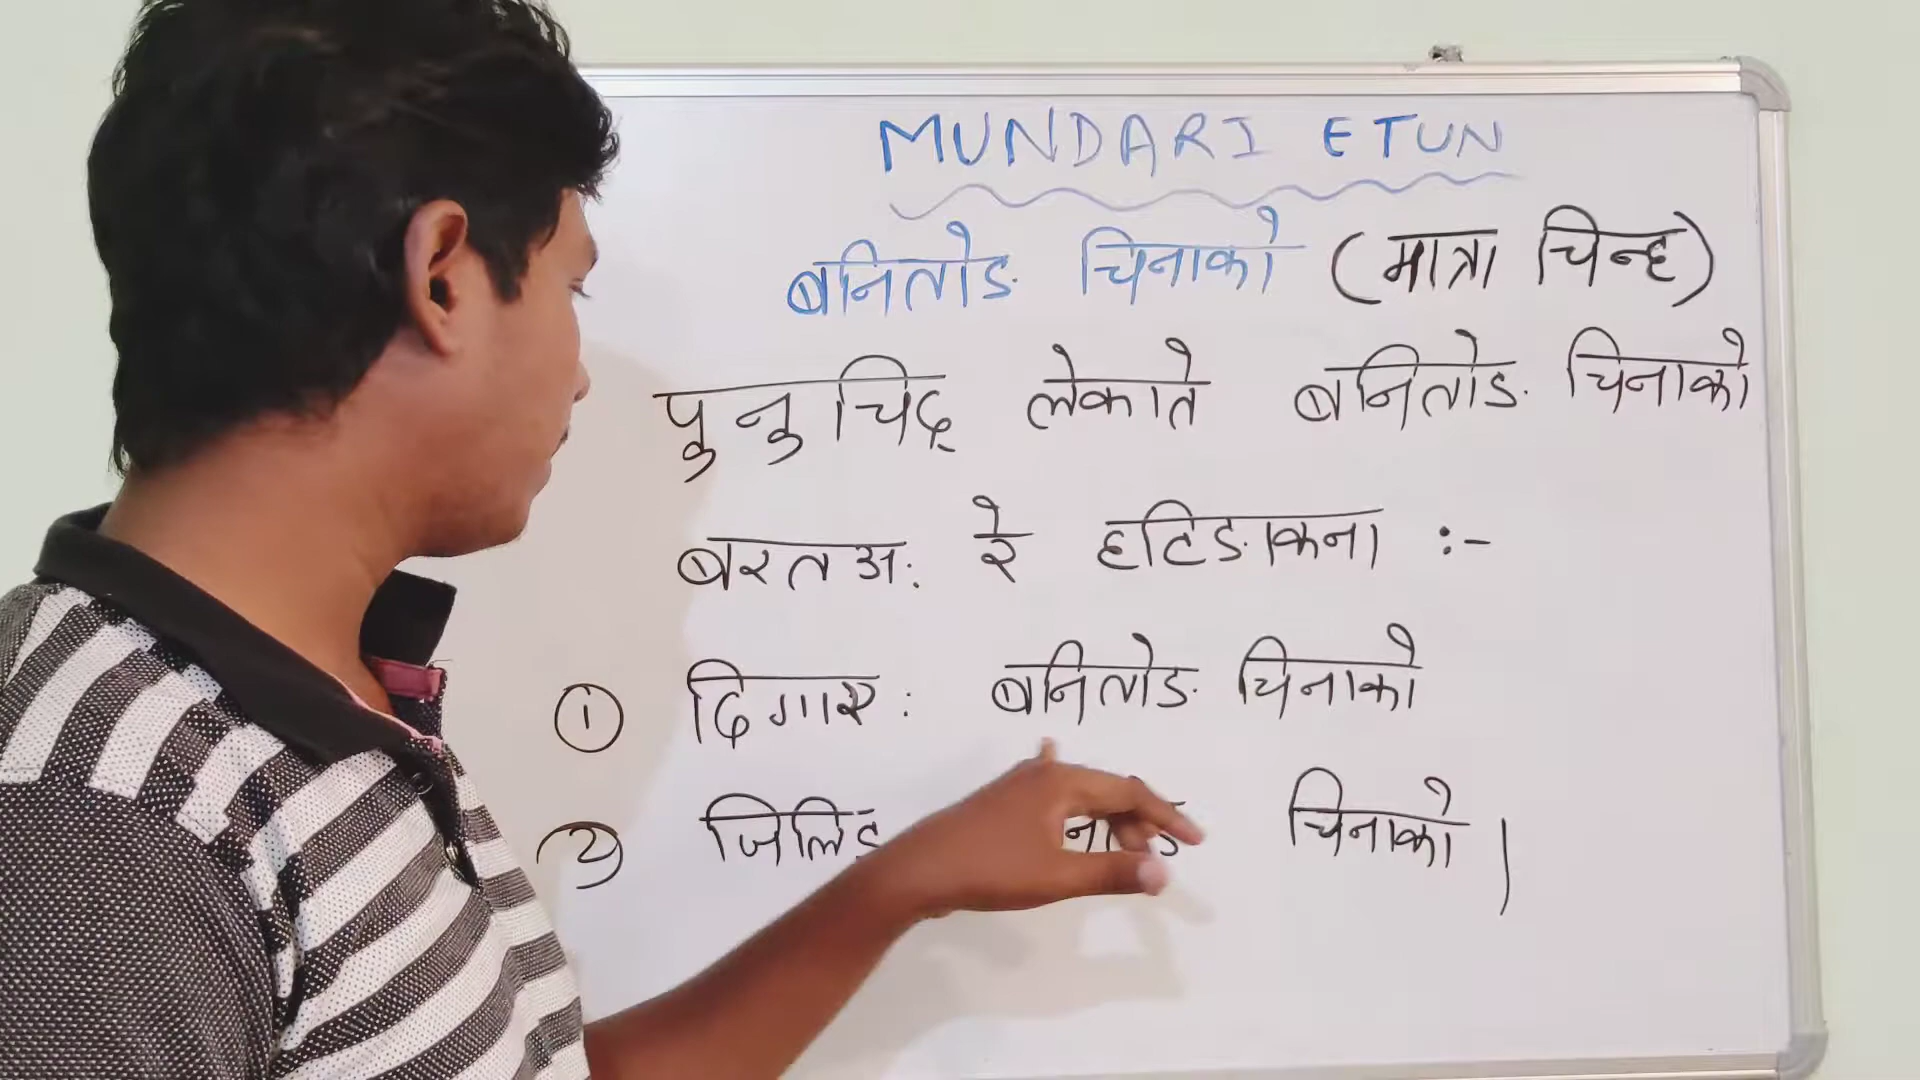 MUNDARI ETUN
बनितोङ चिनाको (मात्रा चिन्ह)
पुनुचिद् लेकाते बनितोङ चिनाको
बरतअः रे हटिङाकना :-
① दिगारः बनितोङ चिनाको
② चिनाको |